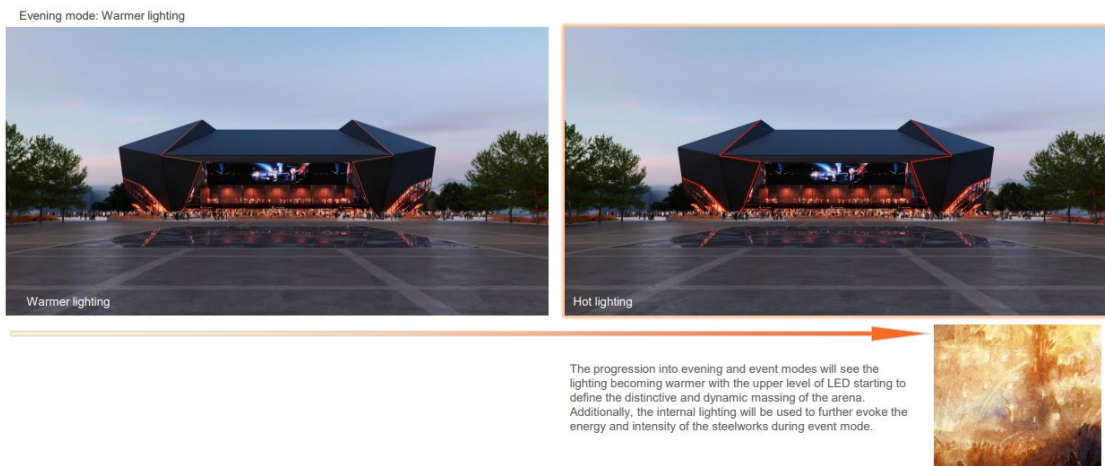 Evening mode: Warmer lighting
Warmer lighting
Hot lighting
The progression into evening and event modes will see the
lighting becoming warmer with the upper level of LED starting to
define the distinctive and dynamic massing of the arena.
Additionally, the internal lighting will be used to further evoke the
energy and intensity of the steelworks during event mode.